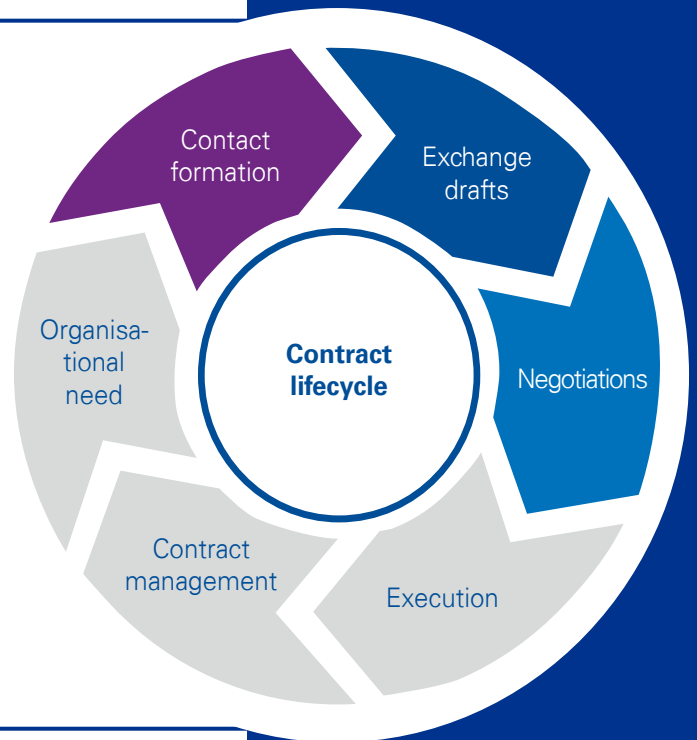 Contact
formation
Exchange
drafts
Organisa-
tional
need
Contract
lifecycle
Negotiations
Contract
management
Execution